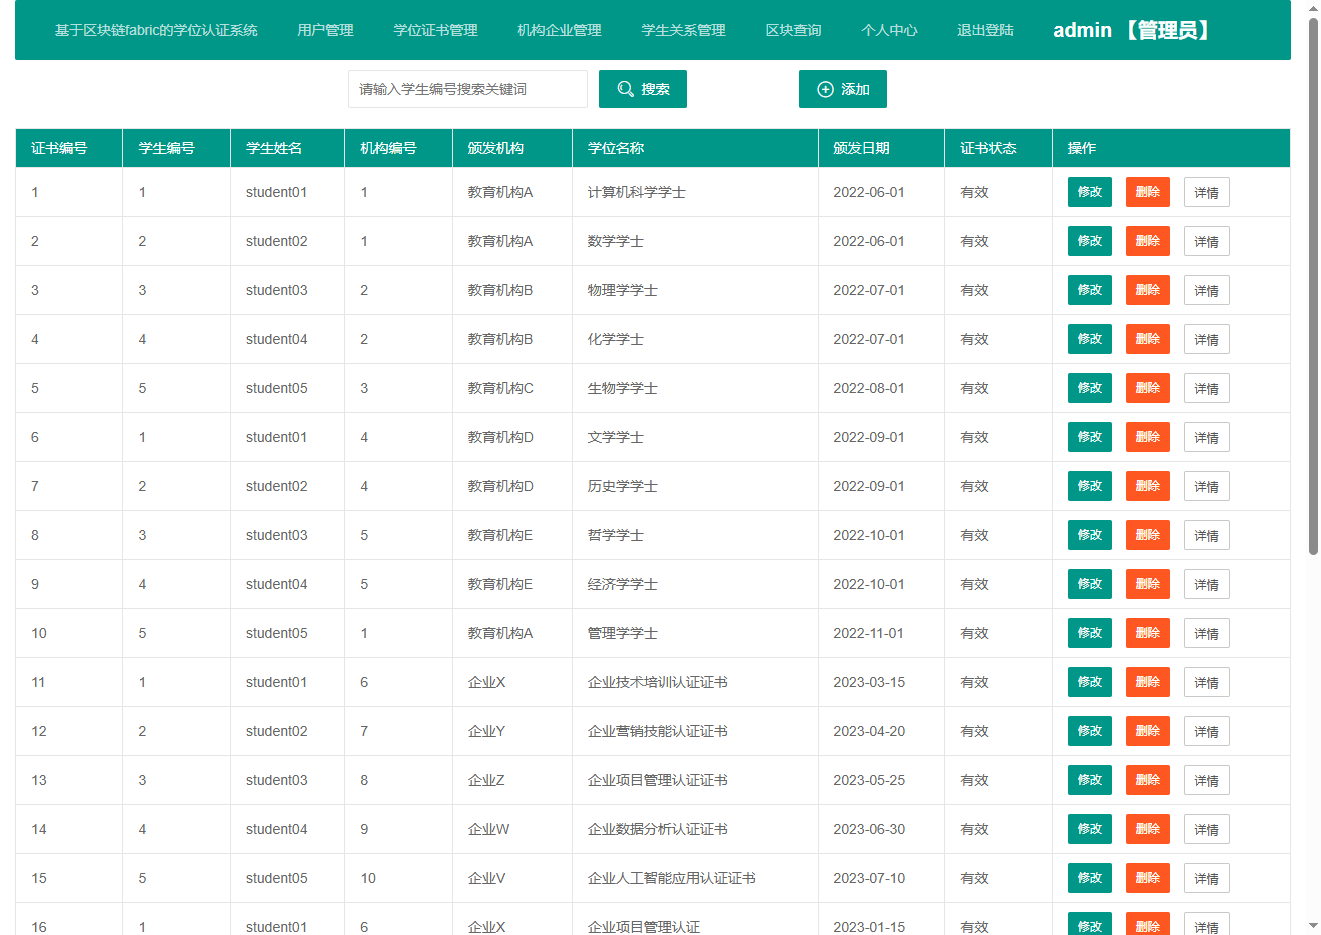 基于区块链fabric的学位认证系统 用户管理 学位证书管理 机构企业管理 学生关系管理 区块查询 个人中心 退出登陆 admin 【管理员】
请输入学生编号搜索关键词 搜索 添加
证书编号 学生编号 学生姓名 机构编号 颁发机构 学位名称 颁发日期 证书状态 操作
1 1 student01 1 教育机构A 计算机科学学士 2022-06-01 有效 修改 删除 详情
2 2 student02 1 教育机构A 数学学士 2022-06-01 有效 修改 删除 详情
3 3 student03 2 教育机构B 物理学学士 2022-07-01 有效 修改 删除 详情
4 4 student04 2 教育机构B 化学学士 2022-07-01 有效 修改 删除 详情
5 5 student05 3 教育机构C 生物学学士 2022-08-01 有效 修改 删除 详情
6 1 student01 4 教育机构D 文学学士 2022-09-01 有效 修改 删除 详情
7 2 student02 4 教育机构D 历史学学士 2022-09-01 有效 修改 删除 详情
8 3 student03 5 教育机构E 哲学学士 2022-10-01 有效 修改 删除 详情
9 4 student04 5 教育机构E 经济学学士 2022-10-01 有效 修改 删除 详情
10 5 student05 1 教育机构A 管理学学士 2022-11-01 有效 修改 删除 详情
11 1 student01 6 企业X 企业技术培训认证证书 2023-03-15 有效 修改 删除 详情
12 2 student02 7 企业Y 企业营销技能认证证书 2023-04-20 有效 修改 删除 详情
13 3 student03 8 企业Z 企业项目管理认证证书 2023-05-25 有效 修改 删除 详情
14 4 student04 9 企业W 企业数据分析认证证书 2023-06-30 有效 修改 删除 详情
15 5 student05 10 企业V 企业人工智能应用认证证书 2023-07-10 有效 修改 删除 详情
16 1 student01 6 企业X 企业项目管理认证 2023-01-15 有效 修改 删除 详情